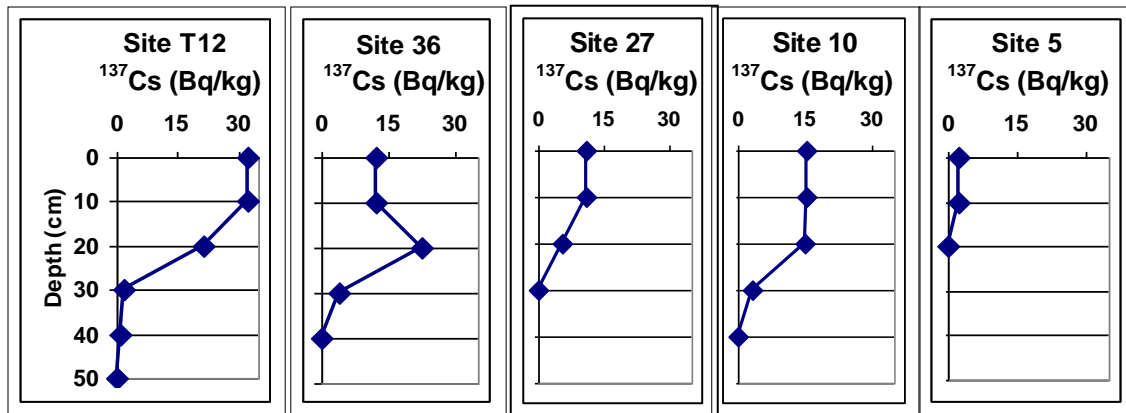 Site T12
¹³⁷Cs (Bq/kg)
0 15 30
0
10
20
30
40
50
Depth (cm)
Site 36
¹³⁷Cs (Bq/kg)
0 15 30
Site 27
¹³⁷Cs (Bq/kg)
0 15 30
Site 10
¹³⁷Cs (Bq/kg)
0 15 30
Site 5
¹³⁷Cs (Bq/kg)
0 15 30